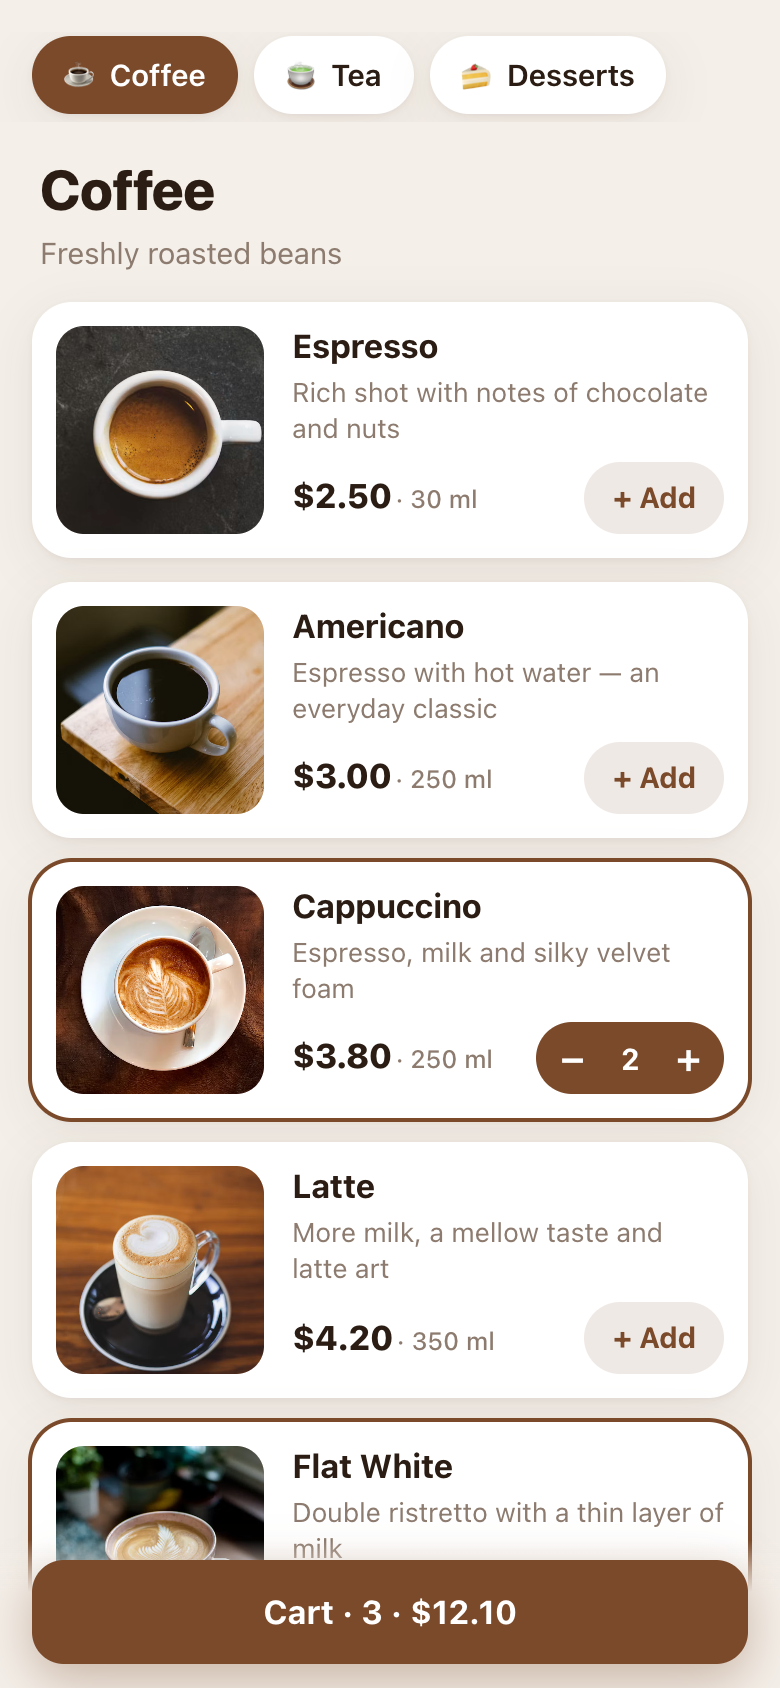 Coffee
Tea
Desserts
Coffee
Freshly roasted beans
Espresso
Rich shot with notes of chocolate
and nuts
$2.50 · 30 ml
+ Add
Americano
Espresso with hot water — an
everyday classic
$3.00 · 250 ml
+ Add
Cappuccino
Espresso, milk and silky velvet
foam
$3.80 · 250 ml
− 2 +
Latte
More milk, a mellow taste and
latte art
$4.20 · 350 ml
+ Add
Flat White
Double ristretto with a thin layer of
milk
Cart · 3 · $12.10